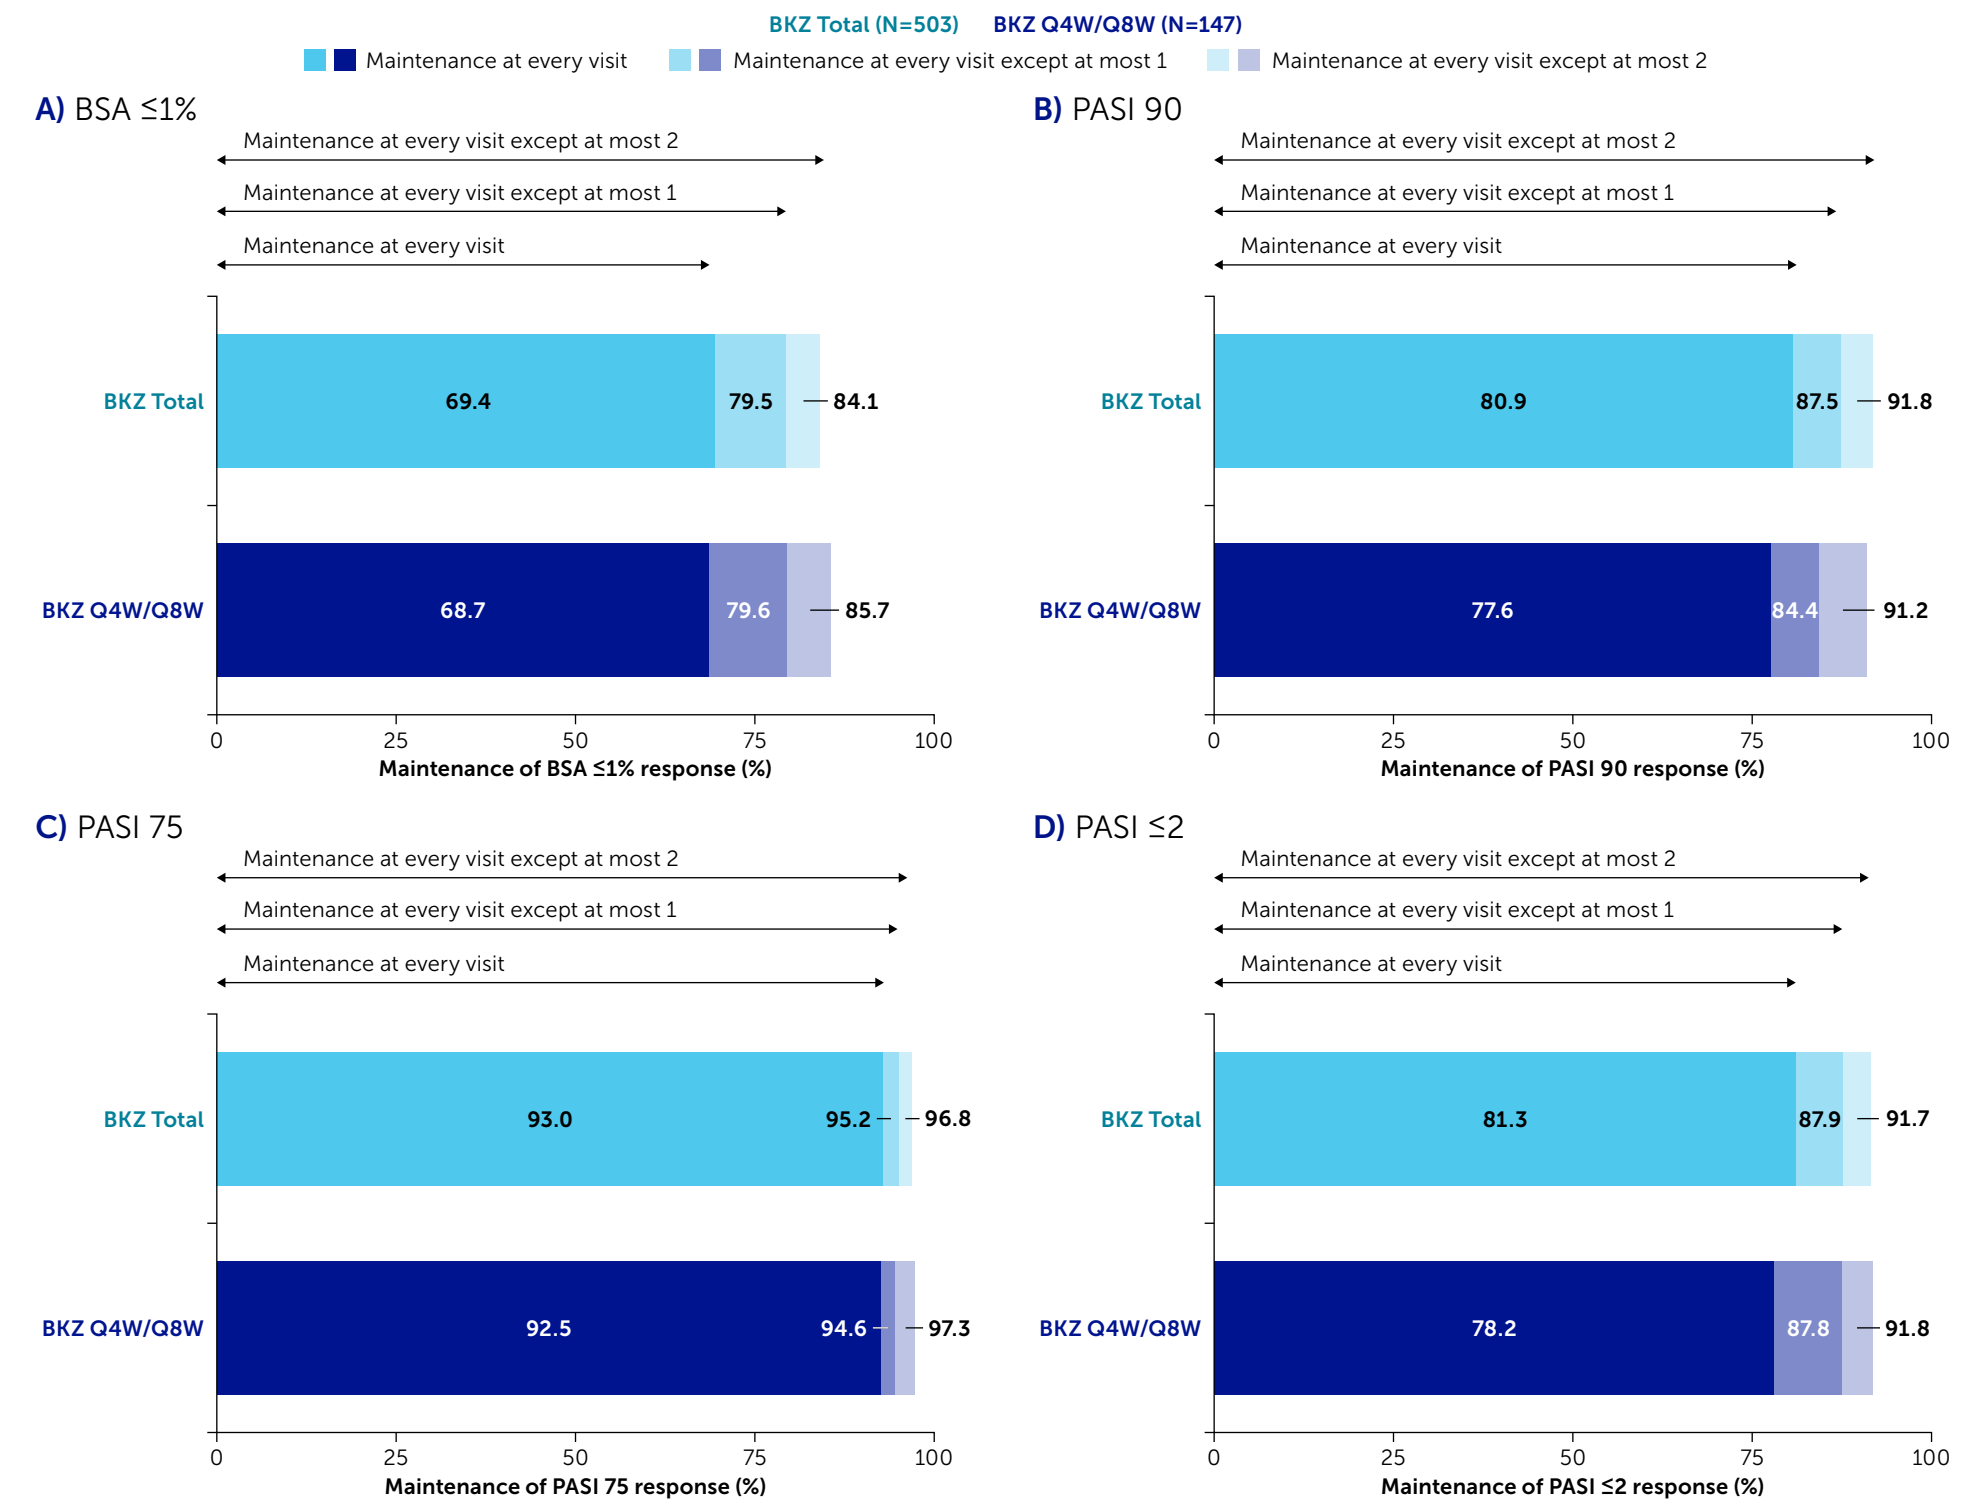 BKZ Total (N=503) BKZ Q4W/Q8W (N=147)
Maintenance at every visit Maintenance at every visit except at most 1 Maintenance at every visit except at most 2
A) BSA ≤1%
Maintenance at every visit except at most 2
Maintenance at every visit except at most 1
Maintenance at every visit
BKZ Total 69.4 79.5 84.1
BKZ Q4W/Q8W 68.7 79.6 85.7
0 25 50 75 100
Maintenance of BSA ≤1% response (%)
B) PASI 90
Maintenance at every visit except at most 2
Maintenance at every visit except at most 1
Maintenance at every visit
BKZ Total 80.9 87.5 91.8
BKZ Q4W/Q8W 77.6 84.4 91.2
0 25 50 75 100
Maintenance of PASI 90 response (%)
C) PASI 75
Maintenance at every visit except at most 2
Maintenance at every visit except at most 1
Maintenance at every visit
BKZ Total 93.0 95.2 96.8
BKZ Q4W/Q8W 92.5 94.6 97.3
0 25 50 75 100
Maintenance of PASI 75 response (%)
D) PASI ≤2
Maintenance at every visit except at most 2
Maintenance at every visit except at most 1
Maintenance at every visit
BKZ Total 81.3 87.9 91.7
BKZ Q4W/Q8W 78.2 87.8 91.8
0 25 50 75 100
Maintenance of PASI ≤2 response (%)